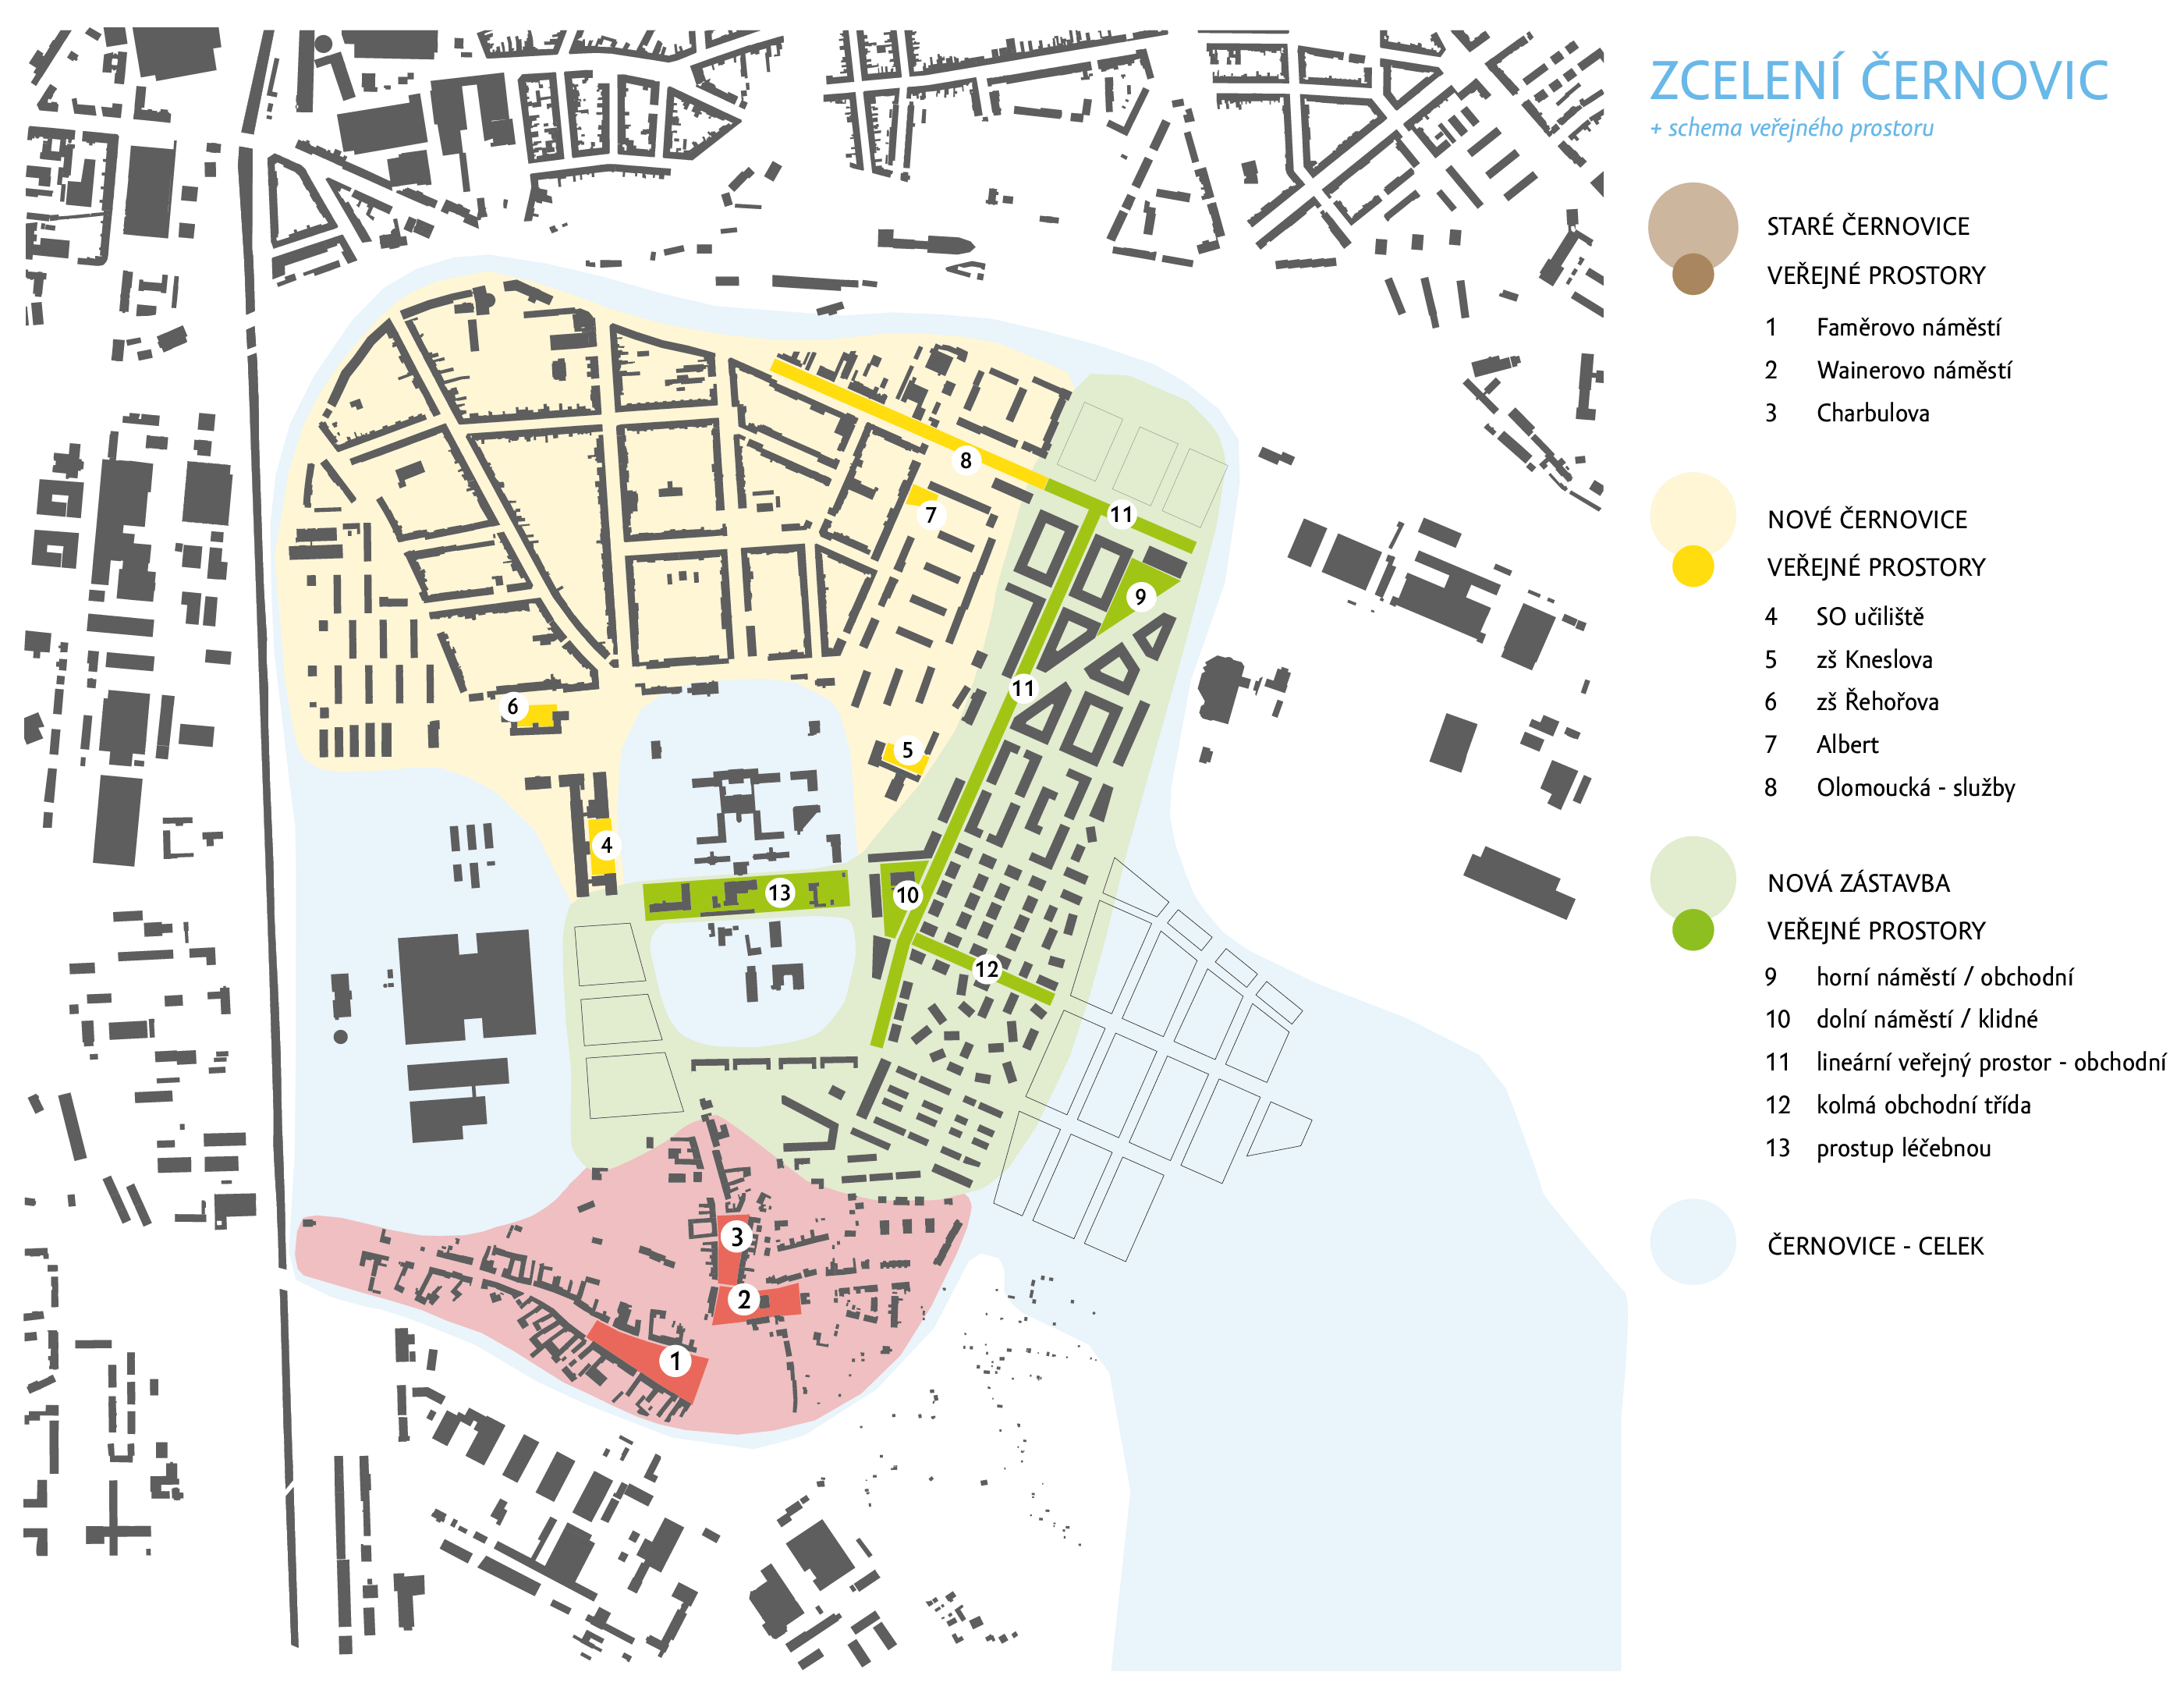 ZCELENÍ ČERNOVIC
+ schema veřejného prostoru
STARÉ ČERNOVICE
VEŘEJNÉ PROSTORY
1 Faměrovo náměstí
2 Wainerovo náměstí
3 Charbulova
NOVÉ ČERNOVICE
VEŘEJNÉ PROSTORY
4 SO učiliště
5 zš Kneslova
6 zš Řehořova
7 Albert
8 Olomoucká - služby
NOVÁ ZÁSTAVBA
VEŘEJNÉ PROSTORY
9 horní náměstí / obchodní
10 dolní náměstí / klidné
11 lineární veřejný prostor - obchodní
12 kolmá obchodní třída
13 prostup léčebnou
ČERNOVICE - CELEK
8
7
11
9
11
6
5
4
13
10
12
3
2
1